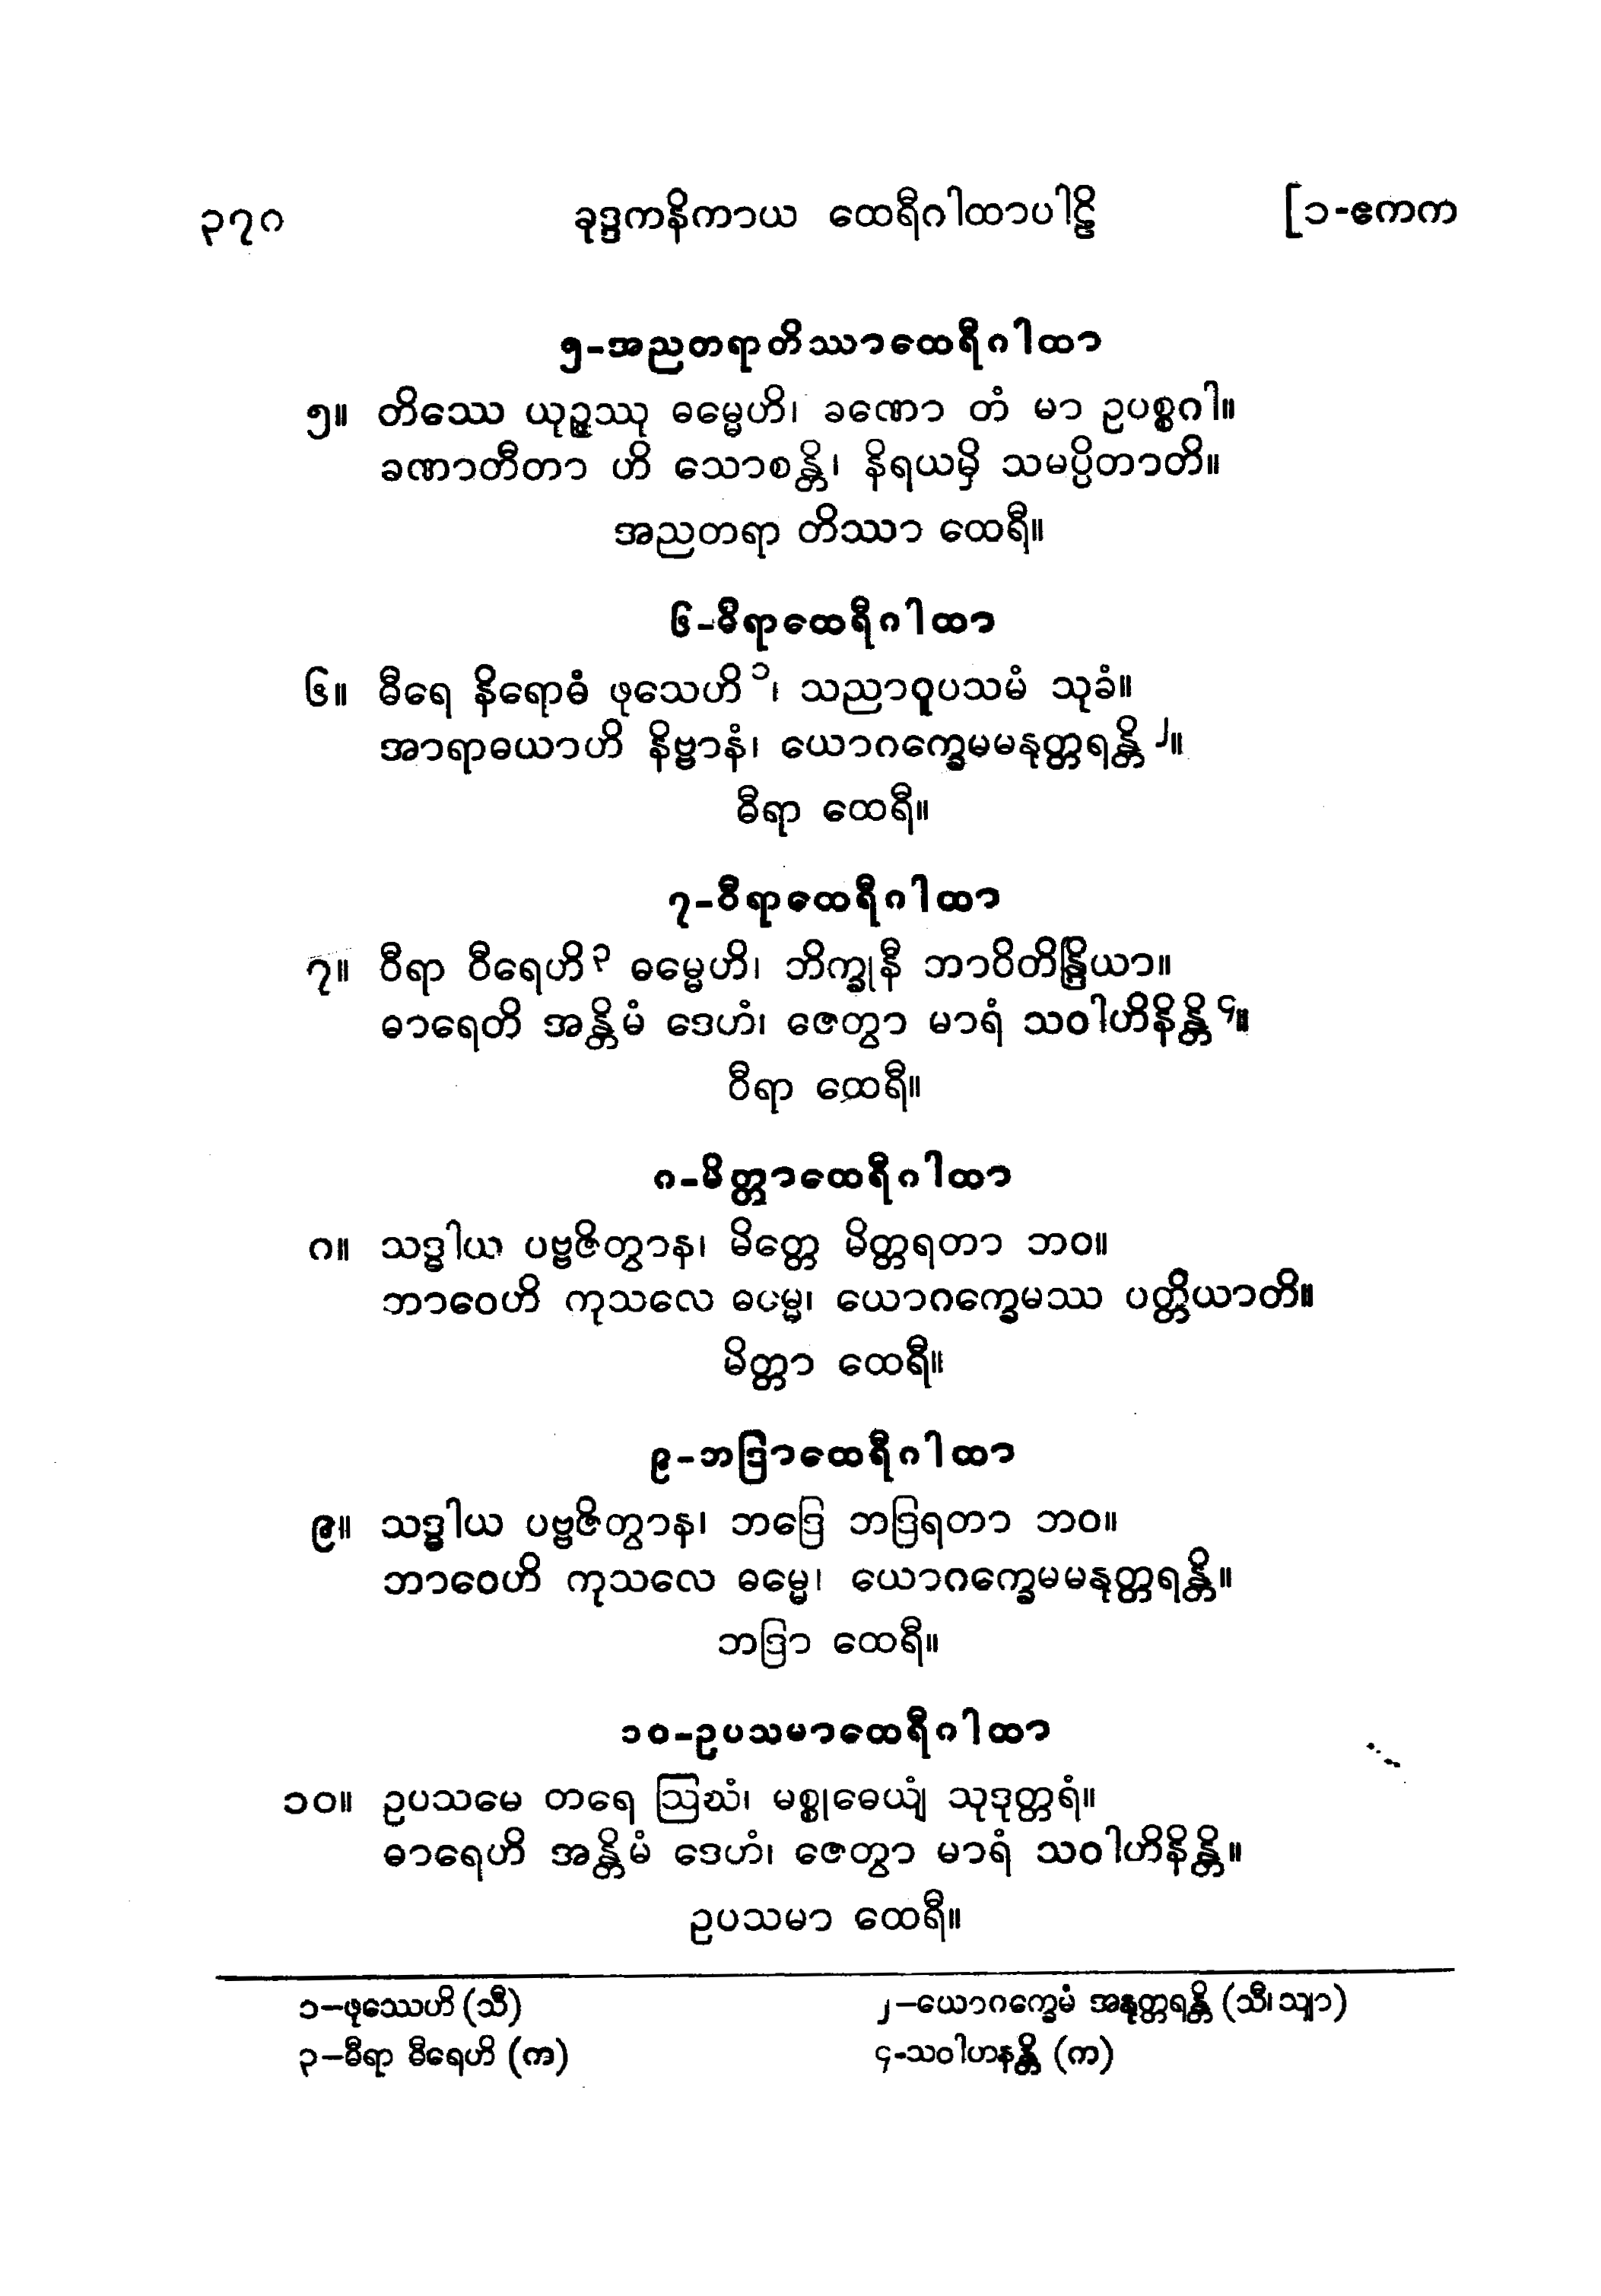 ၃၇၈ ခုဒ္ဒကနိကာယ ထေရီဂါထာပါဠိ [၁-ဧကက
၅-အညတရာတိဿာထေရီဂါထာ
၅။ တိဿေ ယုဉ္ဇဿု ဓမ္မေဟိ၊ ခဏော တံ မာ ဥပစ္စဂါ။
ခဏာတီတာ ဟိ သောစန္တိ၊ နိရယမှိ သမပ္ပိတာတိ။
အညတရာ တိဿာ ထေရီ။
၆-ဓီရာထေရီဂါထာ
၆။ ဓီရေ နိရောဓံ ဖုသေဟိ၁၊ သညာဝူပသမံ သုခံ။
အာရာဓယာဟိ နိဗ္ဗာနံ၊ ယောဂက္ခေမမနုတ္တရန္တိ၂။
ဓီရာ ထေရီ။
၇-ဝီရာထေရီဂါထာ
၇။ ဝီရာ ဝီရေဟိ၃ ဓမ္မေဟိ၊ ဘိက္ခုနီ ဘာဝိတိန္ဒြိယာ။
ဓာရေတိ အန္တိမံ ဒေဟံ၊ ဇေတွာ မာရံ သဝါဟိနိန္တိ၄။
ဝီရာ ထေရီ။
၈-မိတ္တာထေရီဂါထာ
၈။ သဒ္ဓါယ ပဗ္ဗဇိတွာန၊ မိတ္တေ မိတ္တရတာ ဘဝ။
ဘာဝေဟိ ကုသလေ ဓမ္မေ၊ ယောဂက္ခေမဿ ပတ္တိယာတိ။
မိတ္တာ ထေရီ။
၉-ဘဒြာထေရီဂါထာ
၉။ သဒ္ဓါယ ပဗ္ဗဇိတွာန၊ ဘဒြေ ဘဒြရတာ ဘဝ။
ဘာဝေဟိ ကုသလေ ဓမ္မေ၊ ယောဂက္ခေမမနုတ္တရန္တိ။
ဘဒြာ ထေရီ။
၁၀-ဥပသမာထေရီဂါထာ
၁၀။ ဥပသမေ တရေ ဩဃံ၊ မစ္စုဓေယျံ သုဒုတ္တရံ။
ဓာရေဟိ အန္တိမံ ဒေဟံ၊ ဇေတွာ မာရံ သဝါဟိနိန္တိ။
ဥပသမာ ထေရီ။
၁–ဖုဿေဟိ (သီ) ၂–ယောဂက္ခေမံ အနုတ္တရန္တိ (သီ၊ သျာ)
၃–ဓီရာ ဓီရေဟိ (က) ၄-သဝါဟနန္တိ (က)